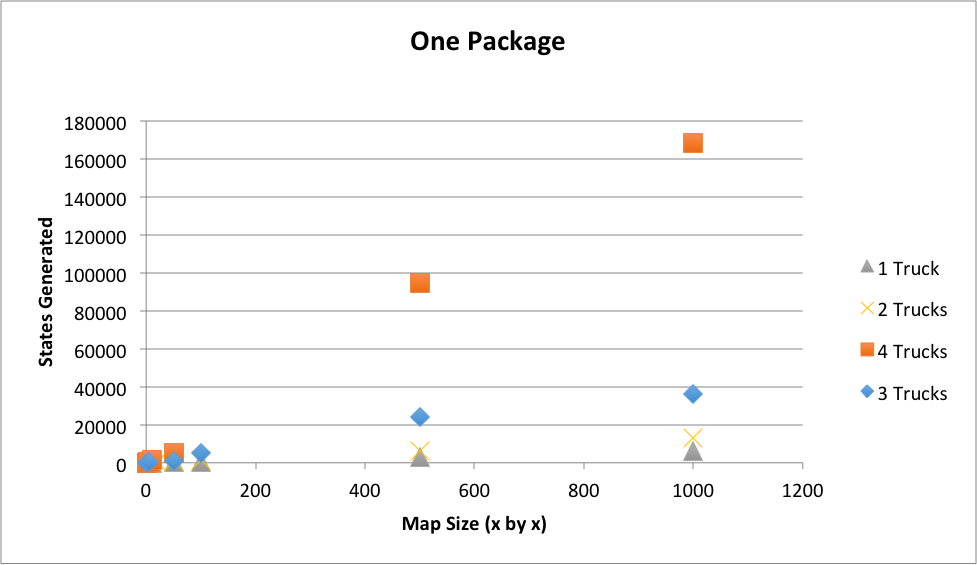 One Package
States Generated
180000
160000
140000
120000
100000
80000
60000
40000
20000
0
0 200 400 600 800 1000 1200
Map Size (x by x)
1 Truck
2 Trucks
4 Trucks
3 Trucks